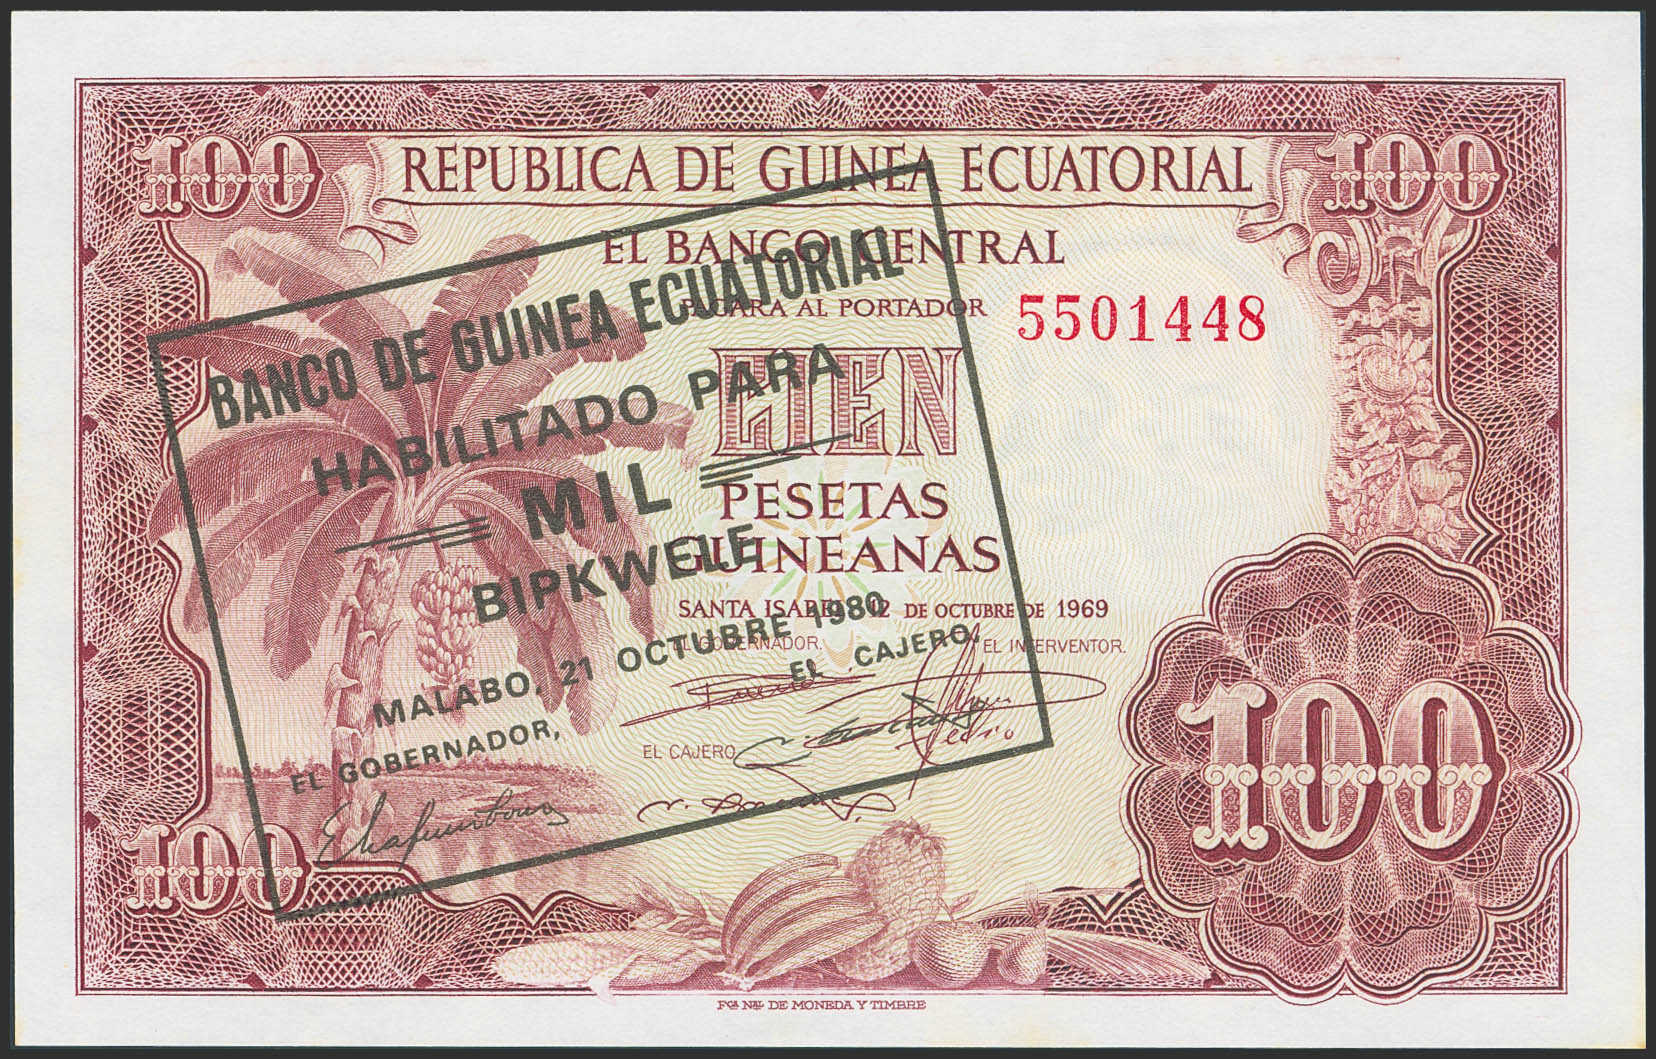 100 REPUBLICA DE GUINEA ECUATORIAL 100
EL BANCO CENTRAL
PAGARA AL PORTADOR 5501448
CIEN
PESETAS
GUINEANAS
SANTA ISABEL 12 DE OCTUBRE DE 1969
EL GOBERNADOR. EL INTERVENTOR.
EL CAJERO
100 100
FCA NAL DE MONEDA Y TIMBRE
BANCO DE GUINEA ECUATORIAL
HABILITADO PARA
MIL
BIPKWELE
MALABO, 21 OCTUBRE 1980
EL GOBERNADOR, EL CAJERO,